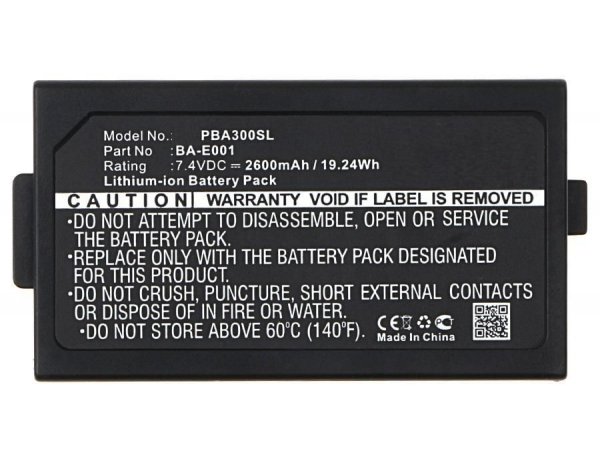 Model No.: PBA300SL
Part No : BA-E001
Rating : 7.4VDC ⎓ 2600mAh / 19.24Wh
Lithium-ion Battery Pack
CAUTION WARRANTY VOID IF LABEL IS REMOVED
•DO NOT ATTEMPT TO DISASSEMBLE, OPEN OR SERVICE
THE BATTERY PACK.
•REPLACE ONLY WITH THE BATTERY PACK DESIGNATED
FOR THIS PRODUCT.
•DO NOT CRUSH, PUNCTURE, SHORT EXTERNAL CONTACTS
OR DISPOSE OF IN FIRE OR WATER.
•DO NOT STORE ABOVE 60°C (140°F).
CE
Made In China